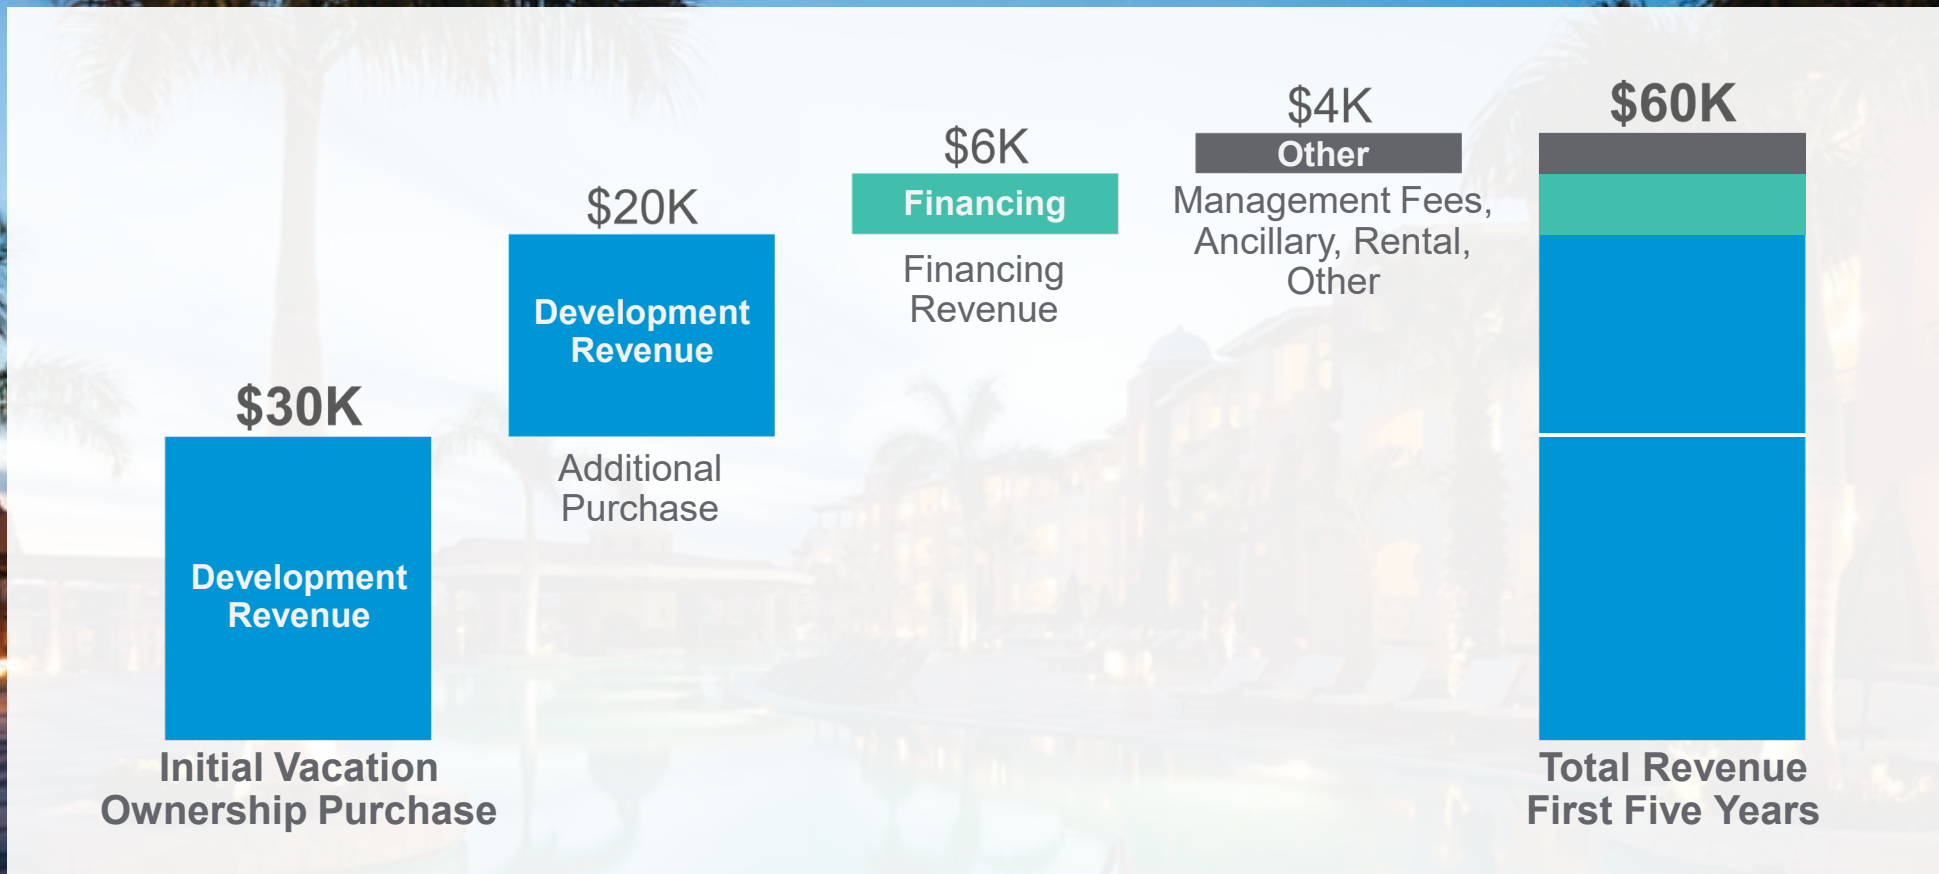 $30K
Development
Revenue
Initial Vacation
Ownership Purchase
$20K
Development
Revenue
Additional
Purchase
$6K
Financing
Financing
Revenue
$4K
Other
Management Fees,
Ancillary, Rental,
Other
$60K
Total Revenue
First Five Years